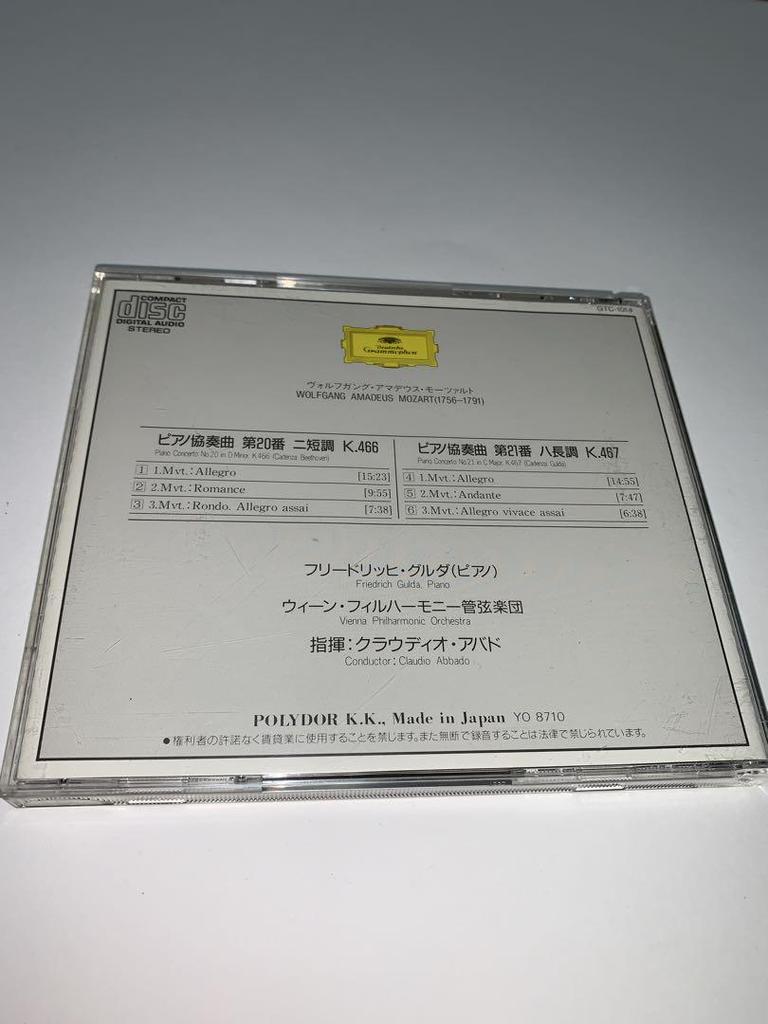 COMPACT
disc
DIGITAL AUDIO
STEREO
GTC-1014
Deutsche
Grammophon
ヴォルフガング・アマデウス・モーツァルト
WOLFGANG AMADEUS MOZART(1756–1791)
ピアノ協奏曲 第20番 ニ短調 K.466
Piano Concerto No.20 in D Minor, K.466 (Cadenza: Beethoven)
1 1.Mvt.:Allegro [15:23]
2 2.Mvt.:Romance [9:55]
3 3.Mvt.:Rondo. Allegro assai [7:38]
ピアノ協奏曲 第21番 ハ長調 K.467
Piano Concerto No.21 in C Major, K.467 (Cadenza: Gulda)
4 1.Mvt.:Allegro [14:55]
5 2.Mvt.:Andante [7:47]
6 3.Mvt.:Allegro vivace assai [6:38]
フリードリッヒ・グルダ(ピアノ)
Friedrich Gulda, Piano
ウィーン・フィルハーモニー管弦楽団
Vienna Philharmonic Orchestra
指揮:クラウディオ・アバド
Conductor:Claudio Abbado
POLYDOR K.K., Made in Japan YO 8710
●権利者の許諾なく賃貸業に使用することを禁じます。また無断で録音することは法律で禁じられています。